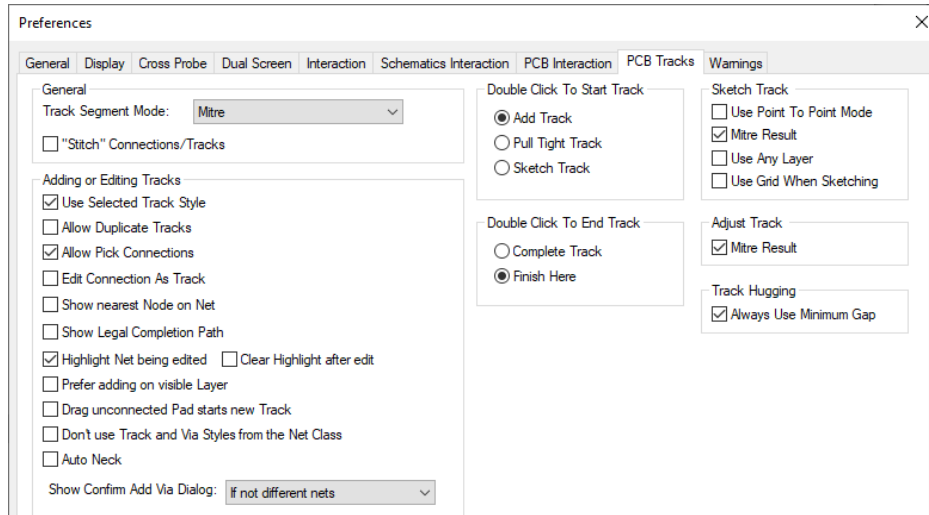 Preferences
General Display Cross Probe Dual Screen Interaction Schematics Interaction PCB Interaction PCB Tracks Warnings
General
Track Segment Mode: Mitre
"Stitch" Connections/Tracks
Adding or Editing Tracks
Use Selected Track Style
Allow Duplicate Tracks
Allow Pick Connections
Edit Connection As Track
Show nearest Node on Net
Show Legal Completion Path
Highlight Net being edited Clear Highlight after edit
Prefer adding on visible Layer
Drag unconnected Pad starts new Track
Don't use Track and Via Styles from the Net Class
Auto Neck
Show Confirm Add Via Dialog: If not different nets
Double Click To Start Track
Add Track
Pull Tight Track
Sketch Track
Double Click To End Track
Complete Track
Finish Here
Sketch Track
Use Point To Point Mode
Mitre Result
Use Any Layer
Use Grid When Sketching
Adjust Track
Mitre Result
Track Hugging
Always Use Minimum Gap